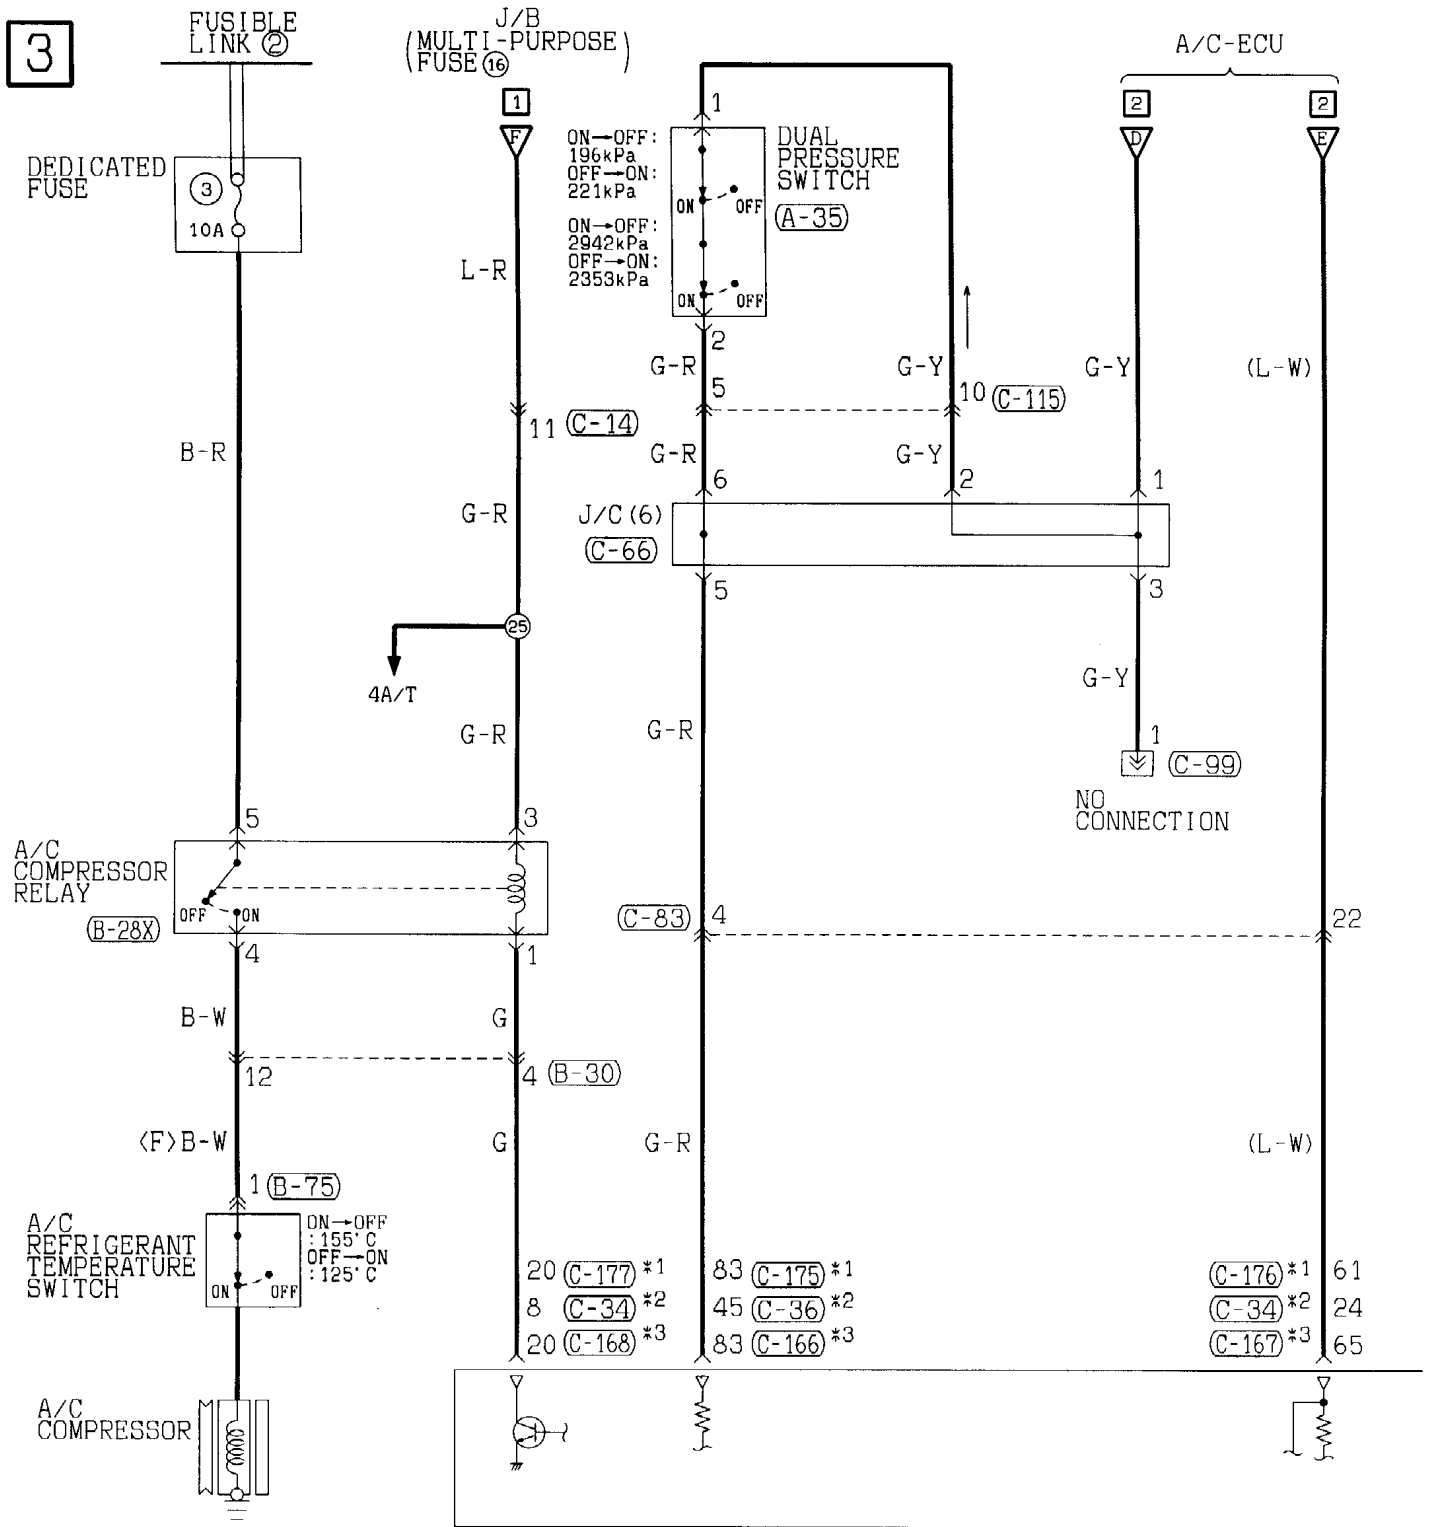 3
FUSIBLE
LINK ②
J/B
(MULTI-PURPOSE
FUSE ⑯)
A/C-ECU
1
F
2
D
2
E
DEDICATED
FUSE
③
10A
1
ON→OFF:
196kPa
OFF→ON:
221kPa
ON→OFF:
2942kPa
OFF→ON:
2353kPa
ON
OFF
ON
OFF
DUAL
PRESSURE
SWITCH
A-35
2
L-R
G-R
G-Y
G-Y
(L-W)
5
10 C-115
11 C-14
B-R
G-R
G-Y
6
2
1
G-R
J/C(6)
C-66
5
3
25
4A/T
G-Y
G-R
G-R
1
C-99
NO
CONNECTION
5
3
A/C
COMPRESSOR
RELAY
OFF
ON
B-28X
C-83
4
22
4
1
B-W
G
12
4 B-30
<F>B-W
G
G-R
(L-W)
1 B-75
A/C
REFRIGERANT
TEMPERATURE
SWITCH
ON→OFF
:155°C
OFF→ON
:125°C
ON
OFF
20 C-177 *1
83 C-175 *1
C-176 *1 61
8 C-34 *2
45 C-36 *2
C-34 *2 24
20 C-168 *3
83 C-166 *3
C-167 *3 65
A/C
COMPRESSOR